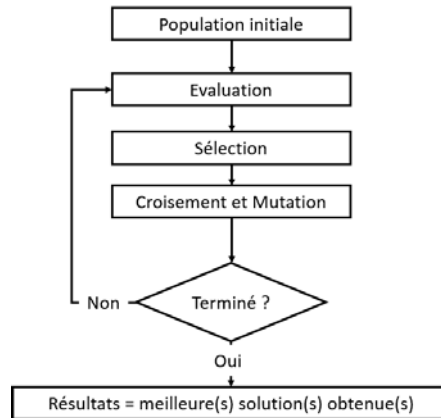 Population initiale
Evaluation
Sélection
Croisement et Mutation
Terminé ?
Non
Oui
Résultats = meilleure(s) solution(s) obtenue(s)